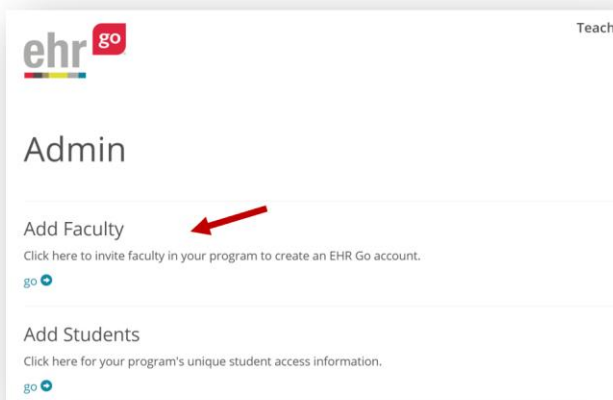 ehr go
Teach
Admin
Add Faculty
Click here to invite faculty in your program to create an EHR Go account.
go
Add Students
Click here for your program's unique student access information.
go